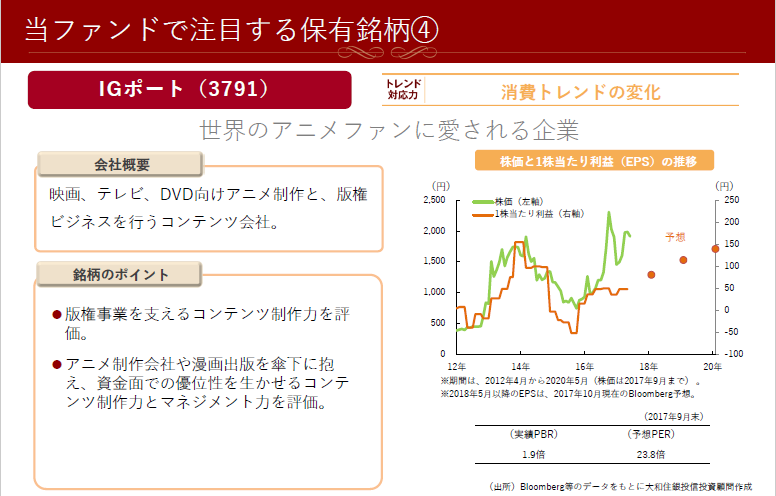 当ファンドで注目する保有銘柄④
IGポート（3791）
トレンド
対応力
消費トレンドの変化
世界のアニメファンに愛される企業
会社概要
映画、テレビ、DVD向けアニメ制作と、版権
ビジネスを行うコンテンツ会社。
銘柄のポイント
●版権事業を支えるコンテンツ制作力を評
価。
●アニメ制作会社や漫画出版を傘下に抱
え、資金面での優位性を生かせるコンテ
ンツ制作力とマネジメント力を評価。
株価と1株当たり利益（EPS）の推移
（円） （円）
株価（左軸）
1株当たり利益（右軸）
予想
2,500
2,000
1,500
1,000
500
0
250
200
150
100
50
0
-50
-100
12年 14年 16年 18年 20年
※期間は、2012年4月から2020年5月（株価は2017年9月まで）。
※2018年5月以降のEPSは、2017年10月現在のBloomberg予想。
（2017年9月末）
（実績PBR） （予想PER）
1.9倍 23.8倍
（出所）Bloomberg等のデータをもとに大和住銀投信投資顧問作成